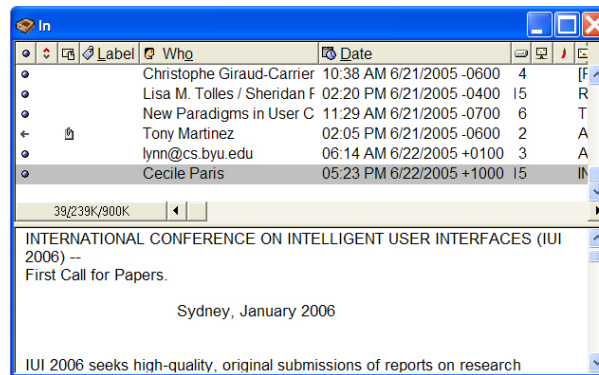 In
Label Who Date
Christophe Giraud-Carrier 10:38 AM 6/21/2005 -0600 4 [F
Lisa M. Tolles / Sheridan F 02:20 PM 6/21/2005 -0400 15 R
New Paradigms in User C 11:29 AM 6/21/2005 -0700 6 T
Tony Martinez 02:05 PM 6/21/2005 -0600 2 A
lynn@cs.byu.edu 06:14 AM 6/22/2005 +0100 3 A
Cecile Paris 05:23 PM 6/22/2005 +1000 15 IN
39/239K/900K
INTERNATIONAL CONFERENCE ON INTELLIGENT USER INTERFACES (IUI
2006) --
First Call for Papers.
Sydney, January 2006
IUI 2006 seeks high-quality, original submissions of reports on research